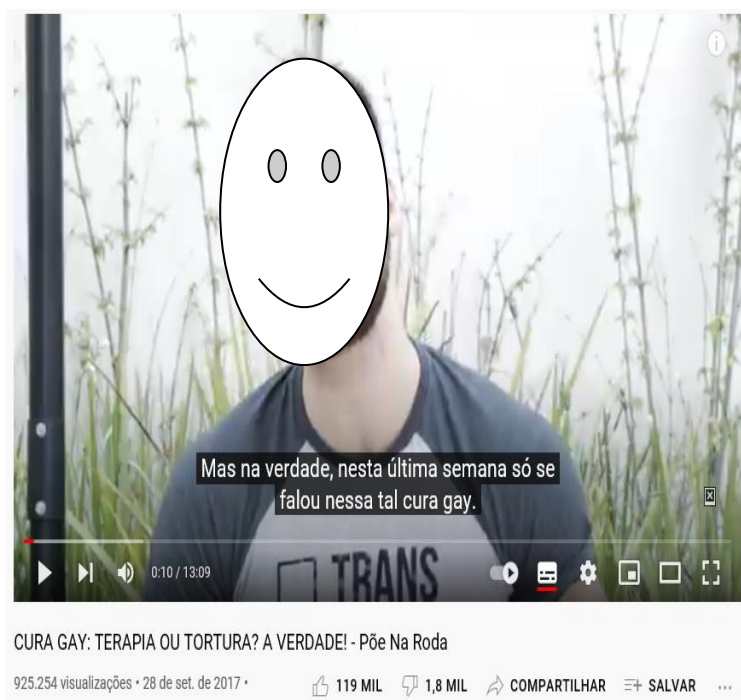 Mas na verdade, nesta última semana só se
falou nessa tal cura gay.
TRANS
0:10 / 13:09
CURA GAY: TERAPIA OU TORTURA? A VERDADE! - Põe Na Roda
925.254 visualizações • 28 de set. de 2017 •
119 MIL
1,8 MIL
COMPARTILHAR
SALVAR